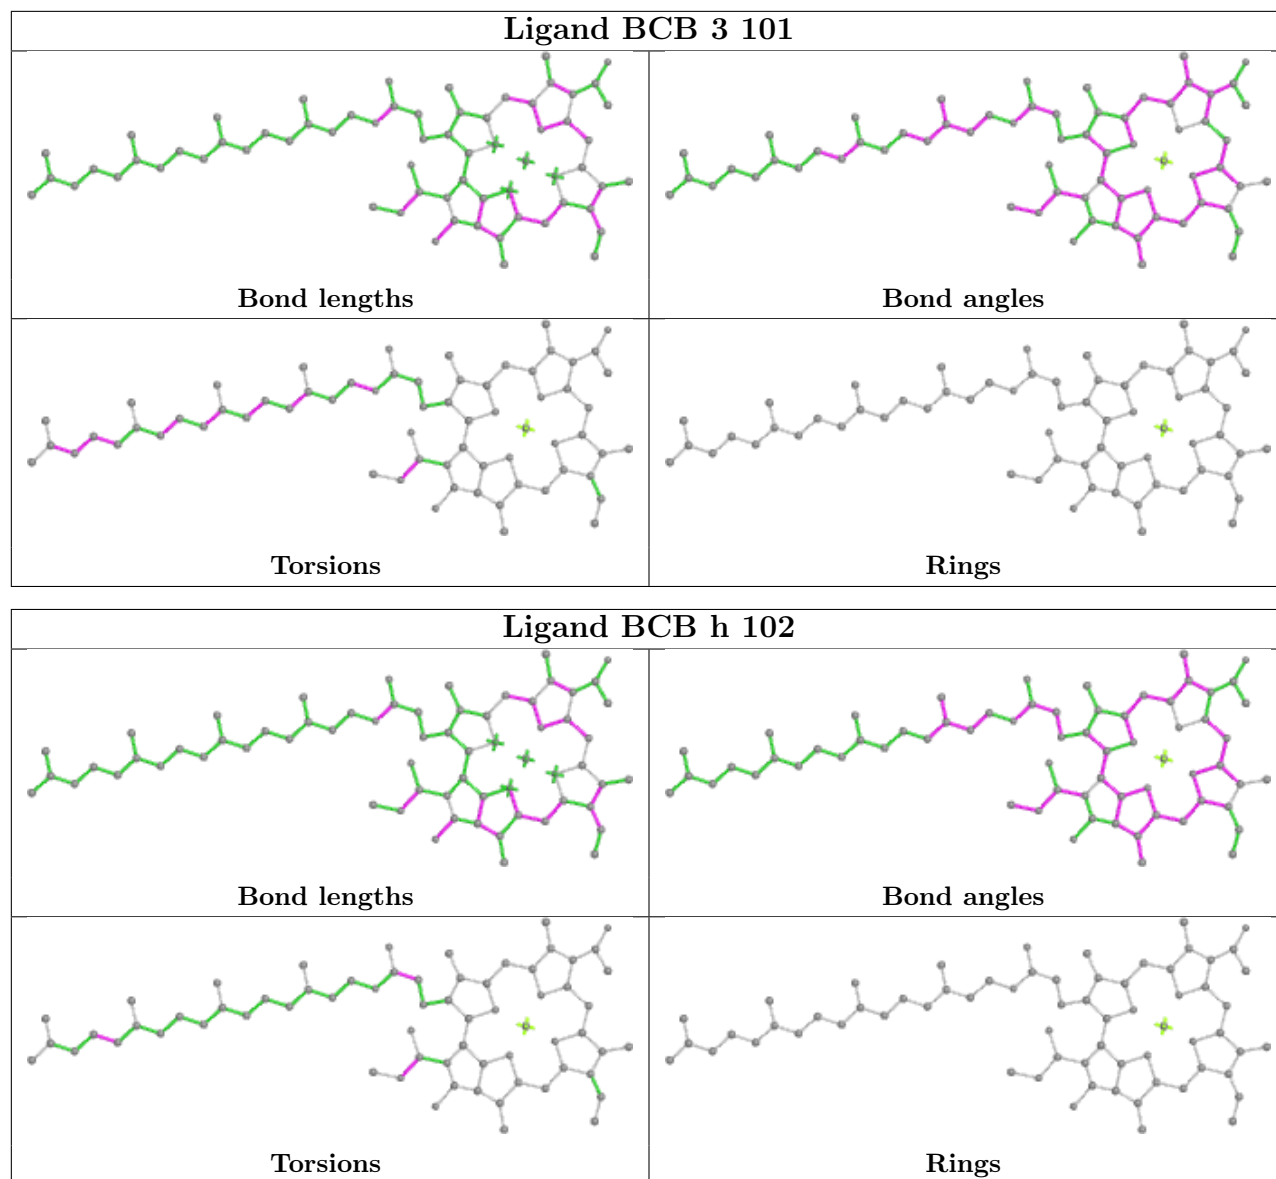 Ligand BCB 3 101
Bond lengths
Bond angles
Torsions
Rings
Ligand BCB h 102
Bond lengths
Bond angles
Torsions
Rings